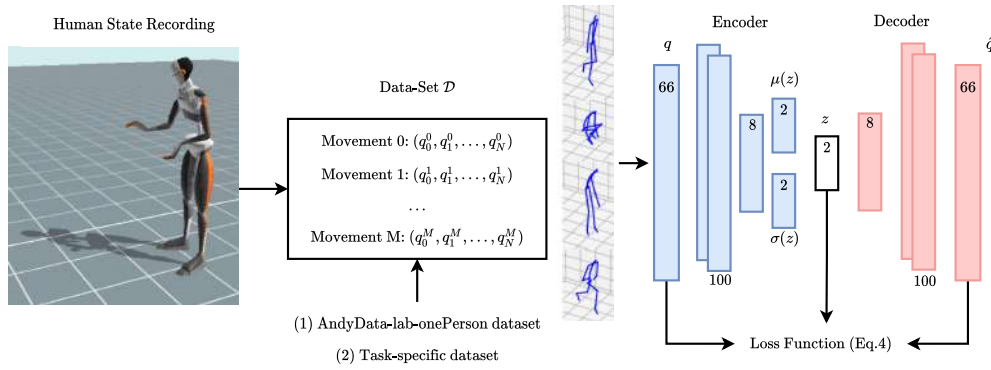 Human State Recording
Data-Set 𝒟
Movement 0: (q_0^0, q_1^0, . . . , q_N^0)
Movement 1: (q_0^1, q_1^1, . . . , q_N^1)
. . .
Movement M: (q_0^M, q_1^M, . . . , q_N^M)
(1) AndyData-lab-onePerson dataset
(2) Task-specific dataset
Encoder
Decoder
q
66
100
8
μ(z)
2
2
σ(z)
z
2
8
100
q̂
66
Loss Function (Eq.4)